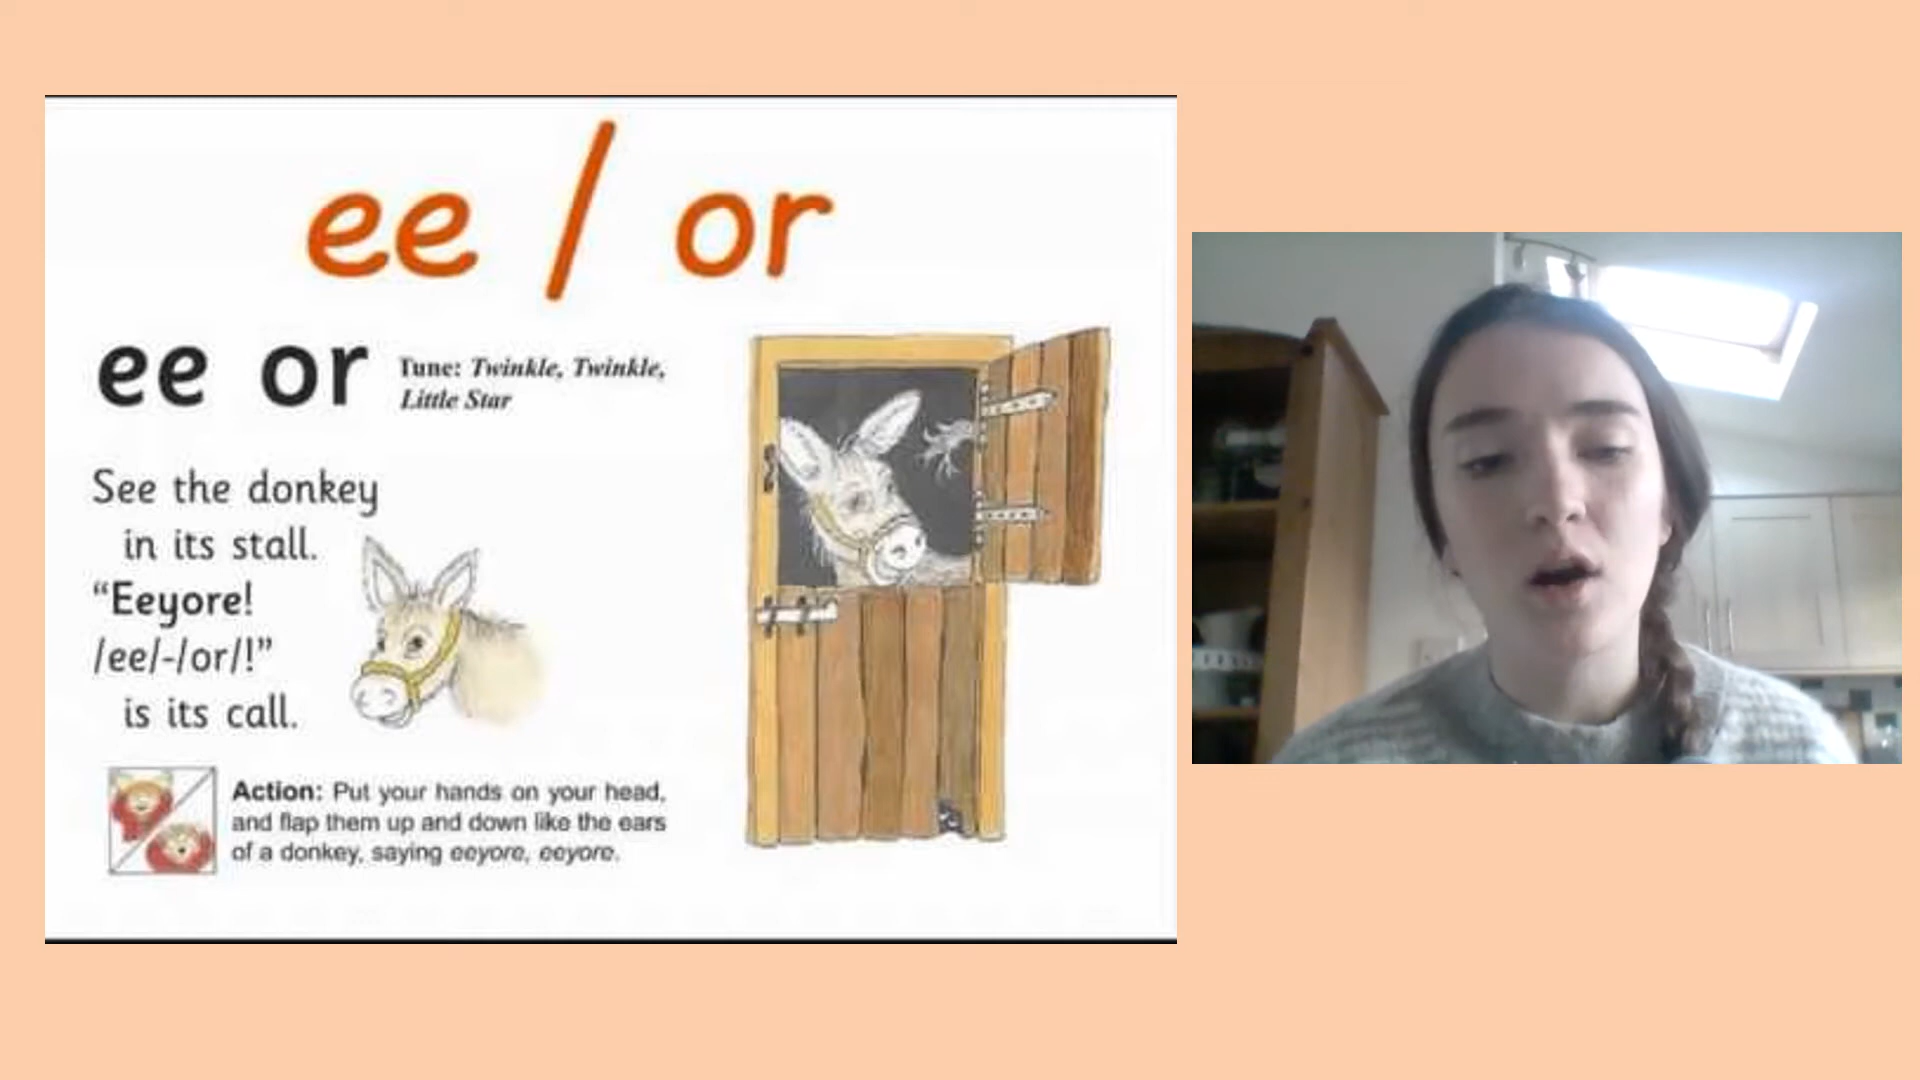 ee / or
ee or
Tune: Twinkle, Twinkle,
Little Star
See the donkey
in its stall.
“Eeyore!
/ee/-/or/!”
is its call.
Action: Put your hands on your head,
and flap them up and down like the ears
of a donkey, saying eeyore, eeyore.